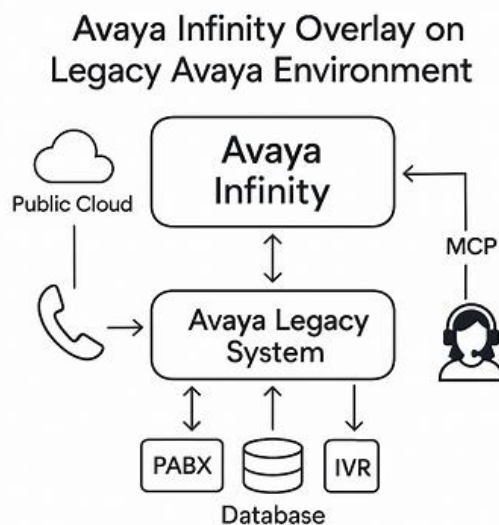 Avaya Infinity Overlay on
Legacy Avaya Environment
Public Cloud
Avaya
Infinity
MCP
Avaya Legacy
System
PABX
IVR
Database